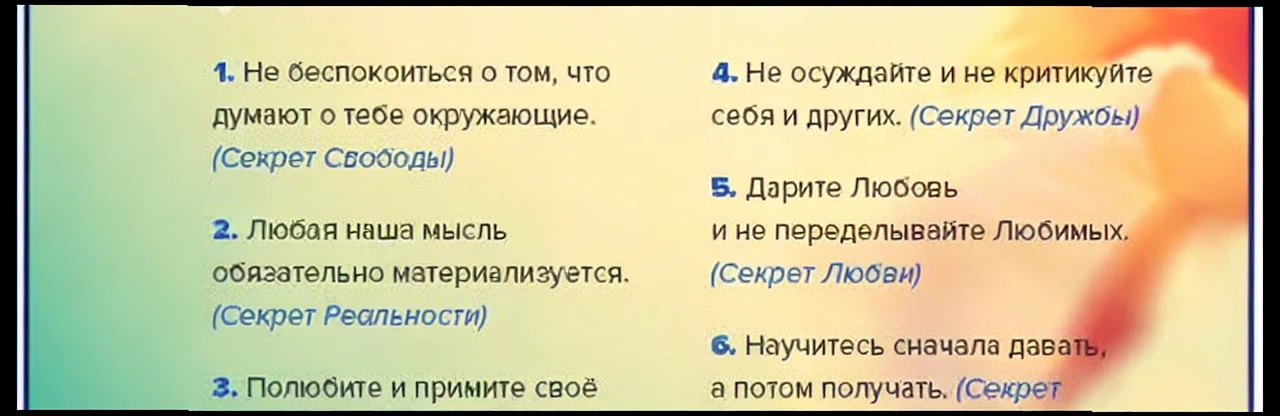 1. Не беспокоиться о том, что
думают о тебе окружающие.
(Секрет Свободы)
2. Любая наша мысль
обязательно материализуется.
(Секрет Реальности)
3. Полюбите и примите своё
4. Не осуждайте и не критикуйте
себя и других. (Секрет Дружбы)
5. Дарите Любовь
и не переделывайте Любимых.
(Секрет Любви)
6. Научитесь сначала давать,
а потом получать. (Секрет